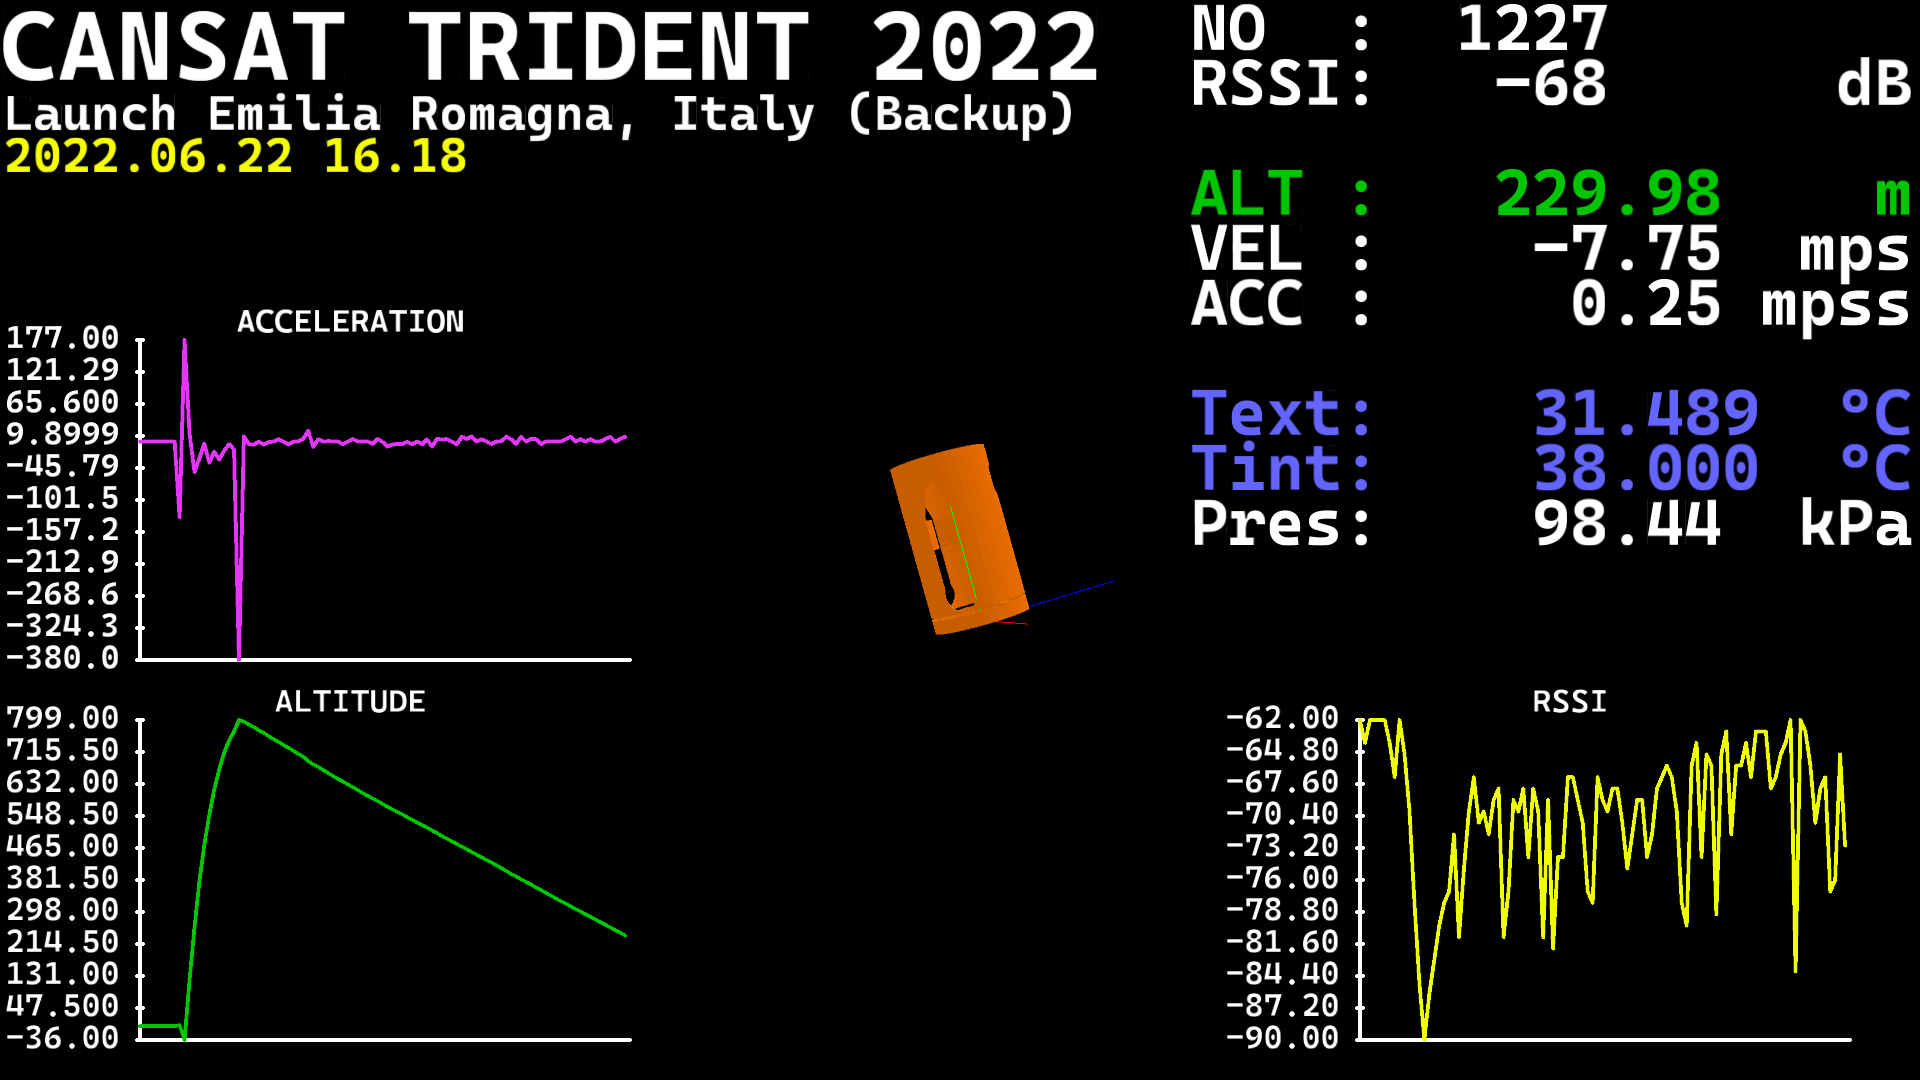 CANSAT TRIDENT 2022
Launch Emilia Romagna, Italy (Backup)
2022.06.22 16.18
NO : 1227
RSSI: −68 dB
ALT : 229.98 m
VEL : −7.75 mps
ACC : 0.25 mpss
Text: 31.489 °C
Tint: 38.000 °C
Pres: 98.44 kPa
ACCELERATION
177.00
121.29
65.600
9.8999
−45.79
−101.5
−157.2
−212.9
−268.6
−324.3
−380.0
ALTITUDE
799.00
715.50
632.00
548.50
465.00
381.50
298.00
214.50
131.00
47.500
−36.00
RSSI
−62.00
−64.80
−67.60
−70.40
−73.20
−76.00
−78.80
−81.60
−84.40
−87.20
−90.00